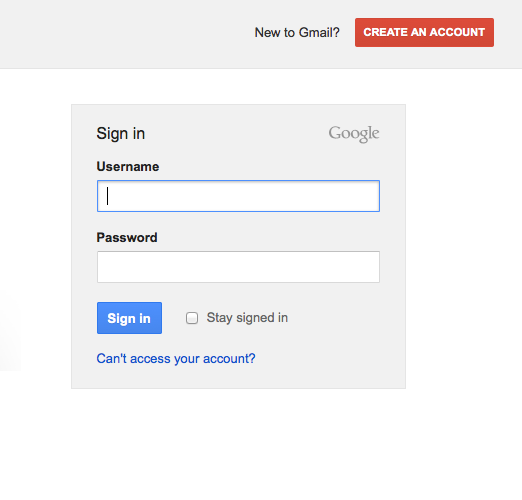 New to Gmail? CREATE AN ACCOUNT
Sign in Google
Username
Password
Sign in Stay signed in
Can't access your account?